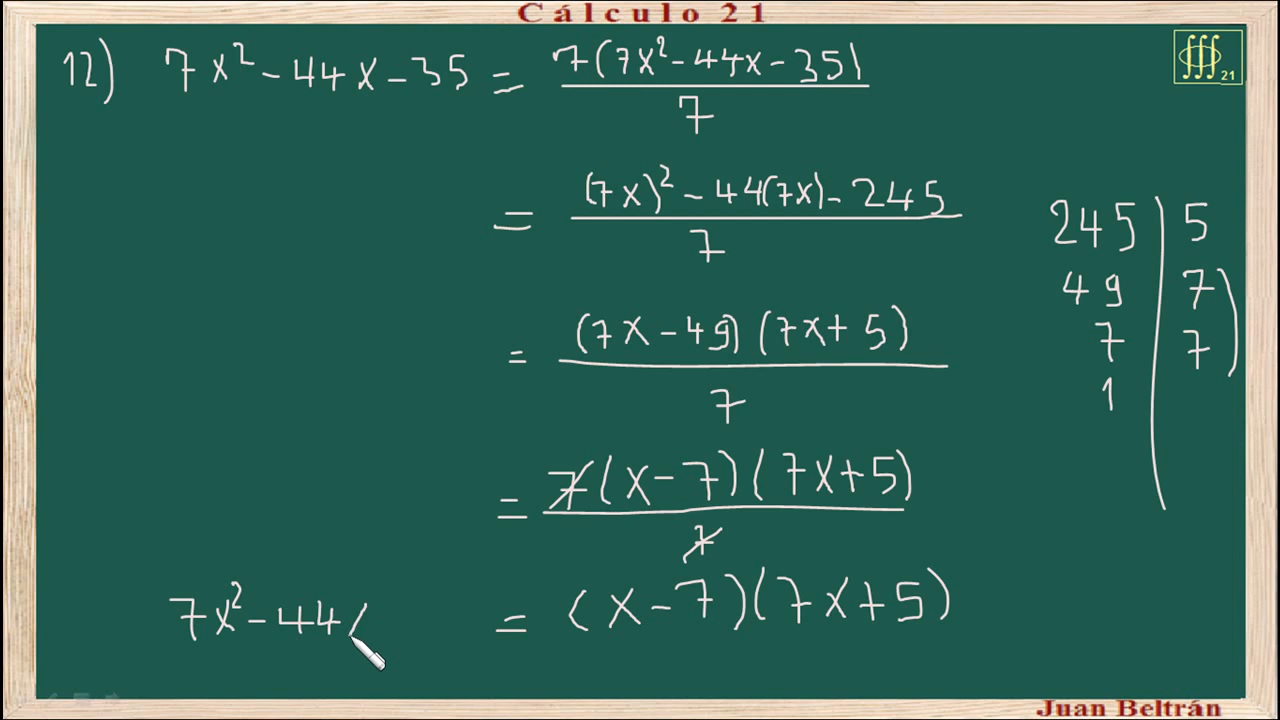 Cálculo 21
21
12) 7x² - 44x - 35 = 7(7x² - 44x - 35)
7
= (7x)² - 44(7x) - 245
7
= (7x - 49)(7x + 5)
7
= 7(x - 7)(7x + 5)
7
7x² - 44 = (x - 7)(7x + 5)
245 | 5
49 | 7
7 | 7
1
Juan Beltrán